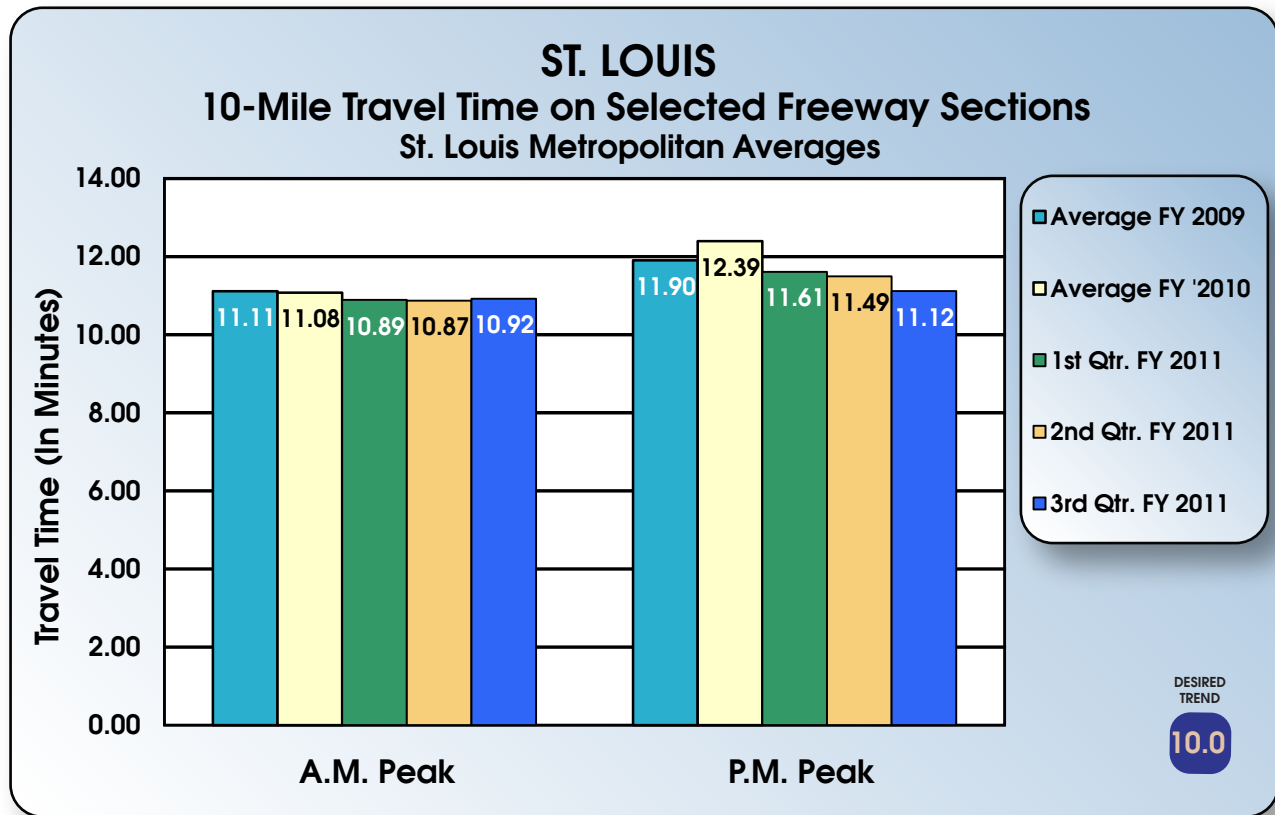 ST. LOUIS
10-Mile Travel Time on Selected Freeway Sections
St. Louis Metropolitan Averages
Travel Time (In Minutes)
14.00
12.00
10.00
8.00
6.00
4.00
2.00
0.00
11.11
11.08
10.89
10.87
10.92
11.90
12.39
11.61
11.49
11.12
A.M. Peak
P.M. Peak
Average FY 2009
Average FY '2010
1st Qtr. FY 2011
2nd Qtr. FY 2011
3rd Qtr. FY 2011
DESIRED
TREND
10.0